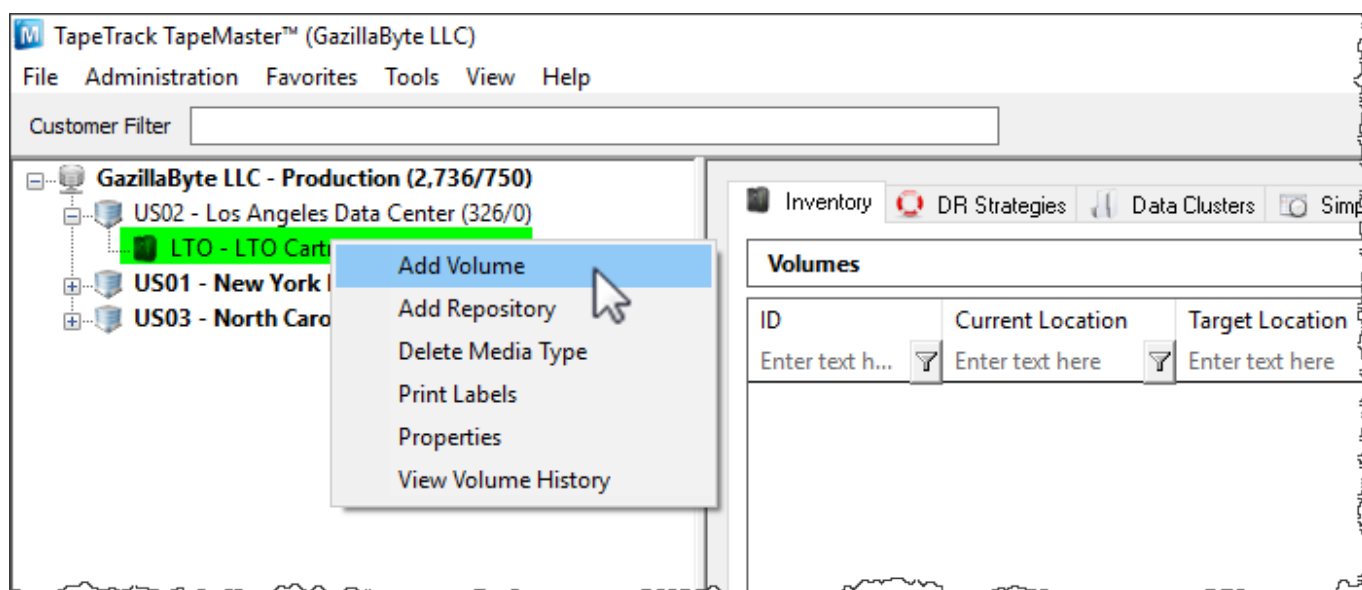 TapeTrack TapeMaster™ (GazillaByte LLC)
File Administration Favorites Tools View Help
Customer Filter
GazillaByte LLC - Production (2,736/750)
US02 - Los Angeles Data Center (326/0)
LTO - LTO
US01 - New York
US03 - North
Add Volume
Add Repository
Delete Media Type
Print Labels
Properties
View Volume History
Inventory DR Strategies Data Clusters
Volumes
ID Current Location Target Location
Enter text h... Enter text here Enter text here